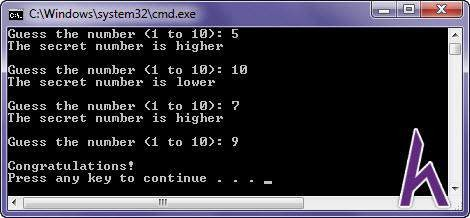 C:\Windows\system32\cmd.exe
Guess the number (1 to 10): 5
The secret number is higher
Guess the number (1 to 10): 10
The secret number is lower
Guess the number (1 to 10): 7
The secret number is higher
Guess the number (1 to 10): 9
Congratulations!
Press any key to continue . . . _